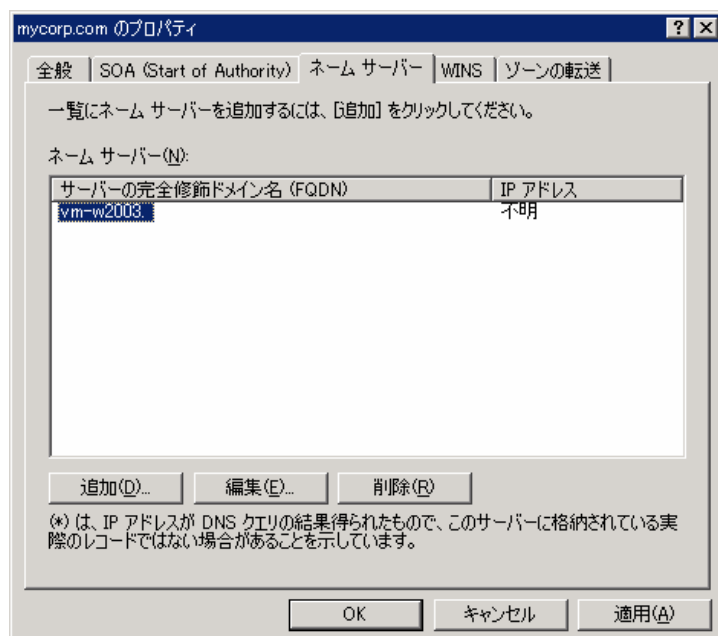 mycorp.com のプロパティ
全般 SOA (Start of Authority) ネーム サーバー WINS ゾーンの転送
一覧にネーム サーバーを追加するには、[追加] をクリックしてください。
ネーム サーバー(N):
サーバーの完全修飾ドメイン名 (FQDN) IP アドレス
vm-w2003. 不明
追加(D)... 編集(E)... 削除(R)
(*) は、IP アドレスが DNS クエリの結果得られたもので、このサーバーに格納されている実
際のレコードではない場合があることを示しています。
OK キャンセル 適用(A)